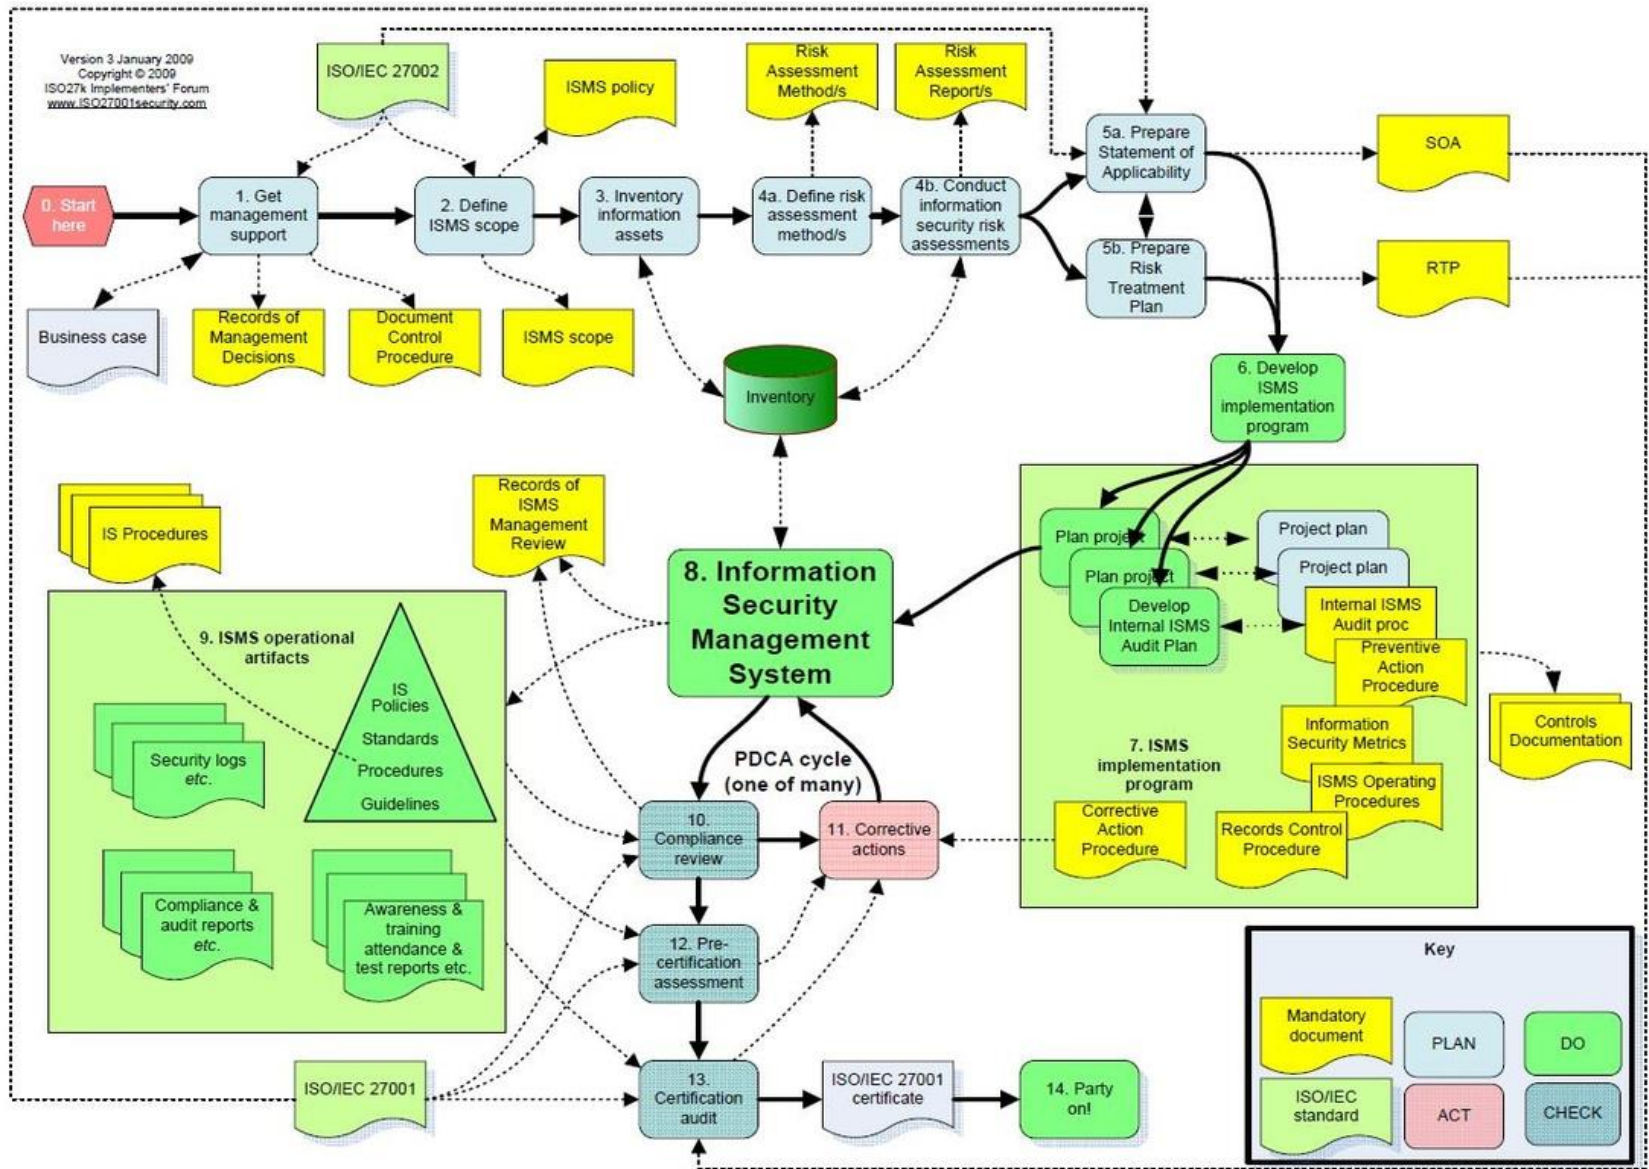 Version 3 January 2009
Copyright © 2009
ISO27k Implementers' Forum
www.ISO27001security.com
ISO/IEC 27002
ISMS policy
Risk
Assessment
Method/s
Risk
Assessment
Report/s
0. Start
here
1. Get
management
support
2. Define
ISMS scope
3. Inventory
information
assets
4a. Define risk
assessment
method/s
4b. Conduct
information
security risk
assessments
5a. Prepare
Statement of
Applicability
SOA
5b. Prepare
Risk
Treatment
Plan
RTP
Business case
Records of
Management
Decisions
Document
Control
Procedure
ISMS scope
Inventory
6. Develop
ISMS
implementation
program
IS Procedures
Records of
ISMS
Management
Review
8. Information
Security
Management
System
Plan project
Plan project
Develop
Internal ISMS
Audit Plan
Project plan
Project plan
Internal ISMS
Audit proc
Preventive
Action
Procedure
Information
Security Metrics
ISMS Operating
Procedures
Records Control
Procedure
Corrective
Action
Procedure
7. ISMS
implementation
program
Controls
Documentation
9. ISMS operational
artifacts
IS
Policies
Standards
Procedures
Guidelines
Security logs
etc.
Compliance &
audit reports
etc.
Awareness &
training
attendance &
test reports etc.
PDCA cycle
(one of many)
10.
Compliance
review
11. Corrective
actions
12. Pre-
certification
assessment
ISO/IEC 27001
13.
Certification
audit
ISO/IEC 27001
certificate
14. Party
on!
Key
Mandatory
document
PLAN
DO
ISO/IEC
standard
ACT
CHECK